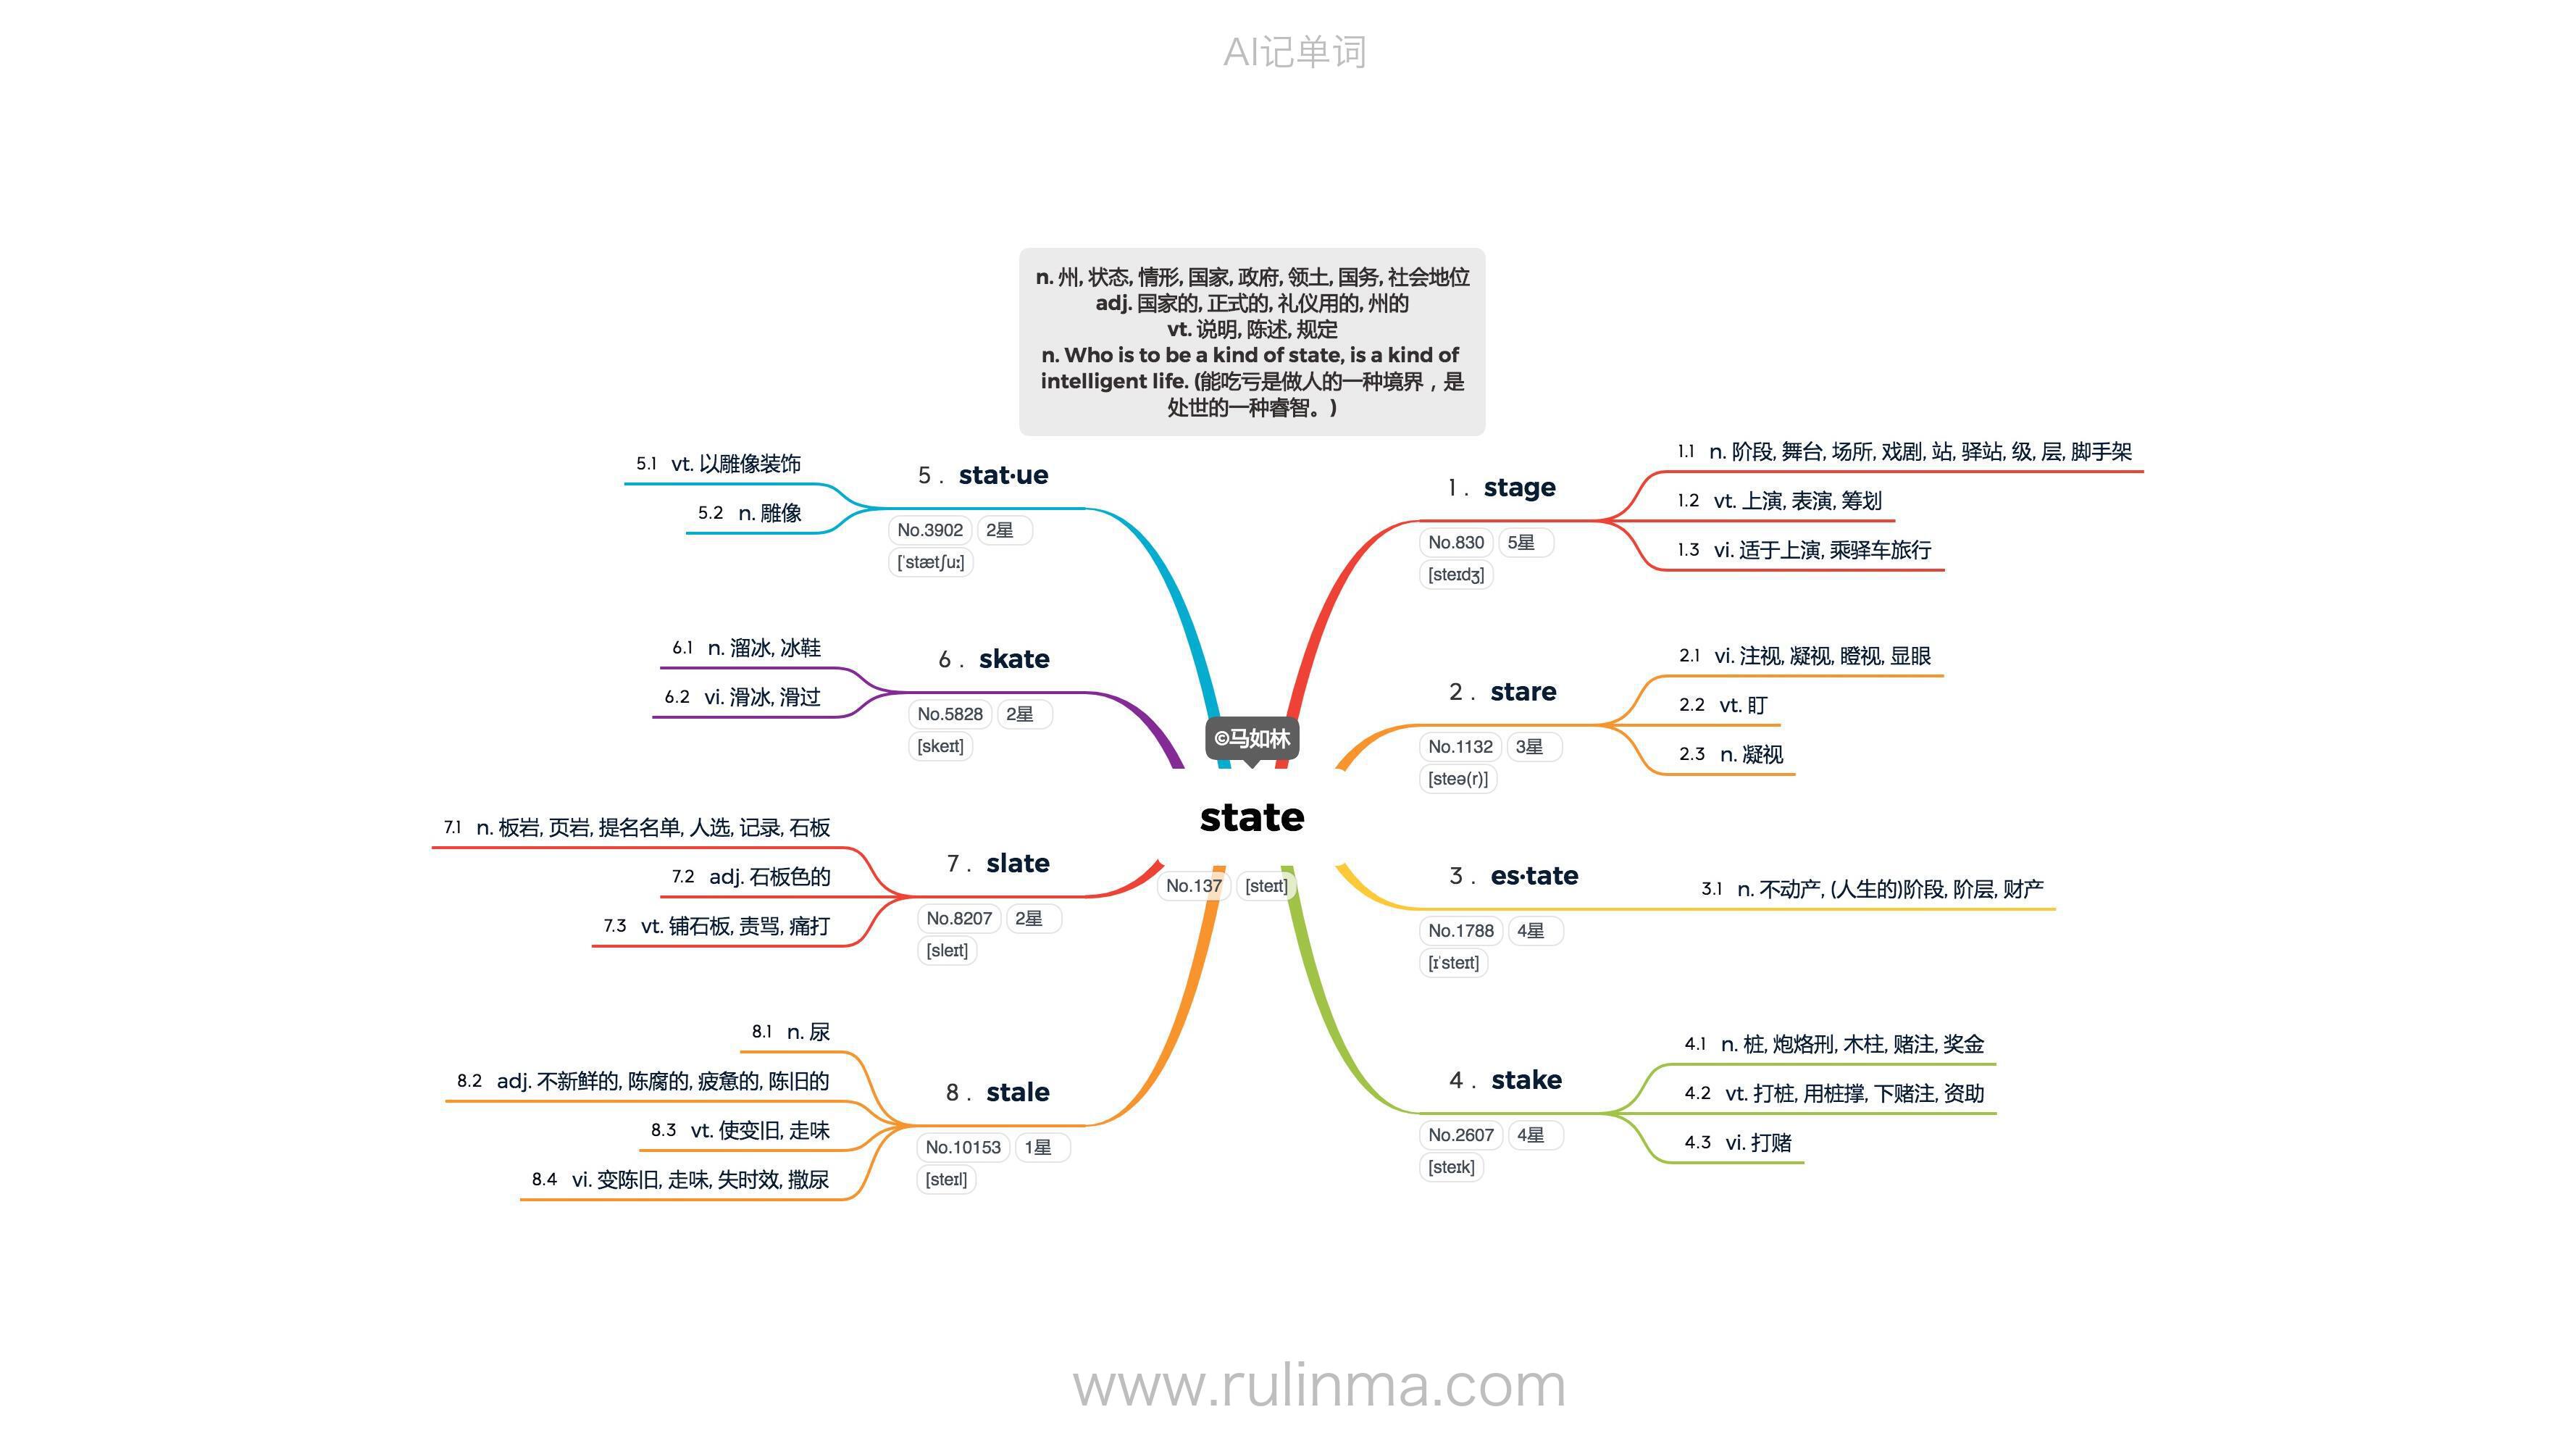 AI记单词
n. 州, 状态, 情形, 国家, 政府, 领土, 国务, 社会地位
adj. 国家的, 正式的, 礼仪用的, 州的
vt. 说明, 陈述, 规定
n. Who is to be a kind of state, is a kind of
intelligent life. (能吃亏是做人的一种境界，是
处世的一种睿智。)
©马如林
state
No.137 [steɪt]
1. stage
No.830 5星
[steɪdʒ]
1.1 n. 阶段, 舞台, 场所, 戏剧, 站, 驿站, 级, 层, 脚手架
1.2 vt. 上演, 表演, 筹划
1.3 vi. 适于上演, 乘驿车旅行
2. stare
No.1132 3星
[steə(r)]
2.1 vi. 注视, 凝视, 瞪视, 显眼
2.2 vt. 盯
2.3 n. 凝视
3. es·tate
No.1788 4星
[ɪˈsteɪt]
3.1 n. 不动产, (人生的)阶段, 阶层, 财产
4. stake
No.2607 4星
[steɪk]
4.1 n. 桩, 炮烙刑, 木柱, 赌注, 奖金
4.2 vt. 打桩, 用桩撑, 下赌注, 资助
4.3 vi. 打赌
5. stat·ue
No.3902 2星
[ˈstætʃuː]
5.1 vt. 以雕像装饰
5.2 n. 雕像
6. skate
No.5828 2星
[skeɪt]
6.1 n. 溜冰, 冰鞋
6.2 vi. 滑冰, 滑过
7. slate
No.8207 2星
[sleɪt]
7.1 n. 板岩, 页岩, 提名名单, 人选, 记录, 石板
7.2 adj. 石板色的
7.3 vt. 铺石板, 责骂, 痛打
8. stale
No.10153 1星
[steɪl]
8.1 n. 尿
8.2 adj. 不新鲜的, 陈腐的, 疲惫的, 陈旧的
8.3 vt. 使变旧, 走味
8.4 vi. 变陈旧, 走味, 失时效, 撒尿
www.rulinma.com